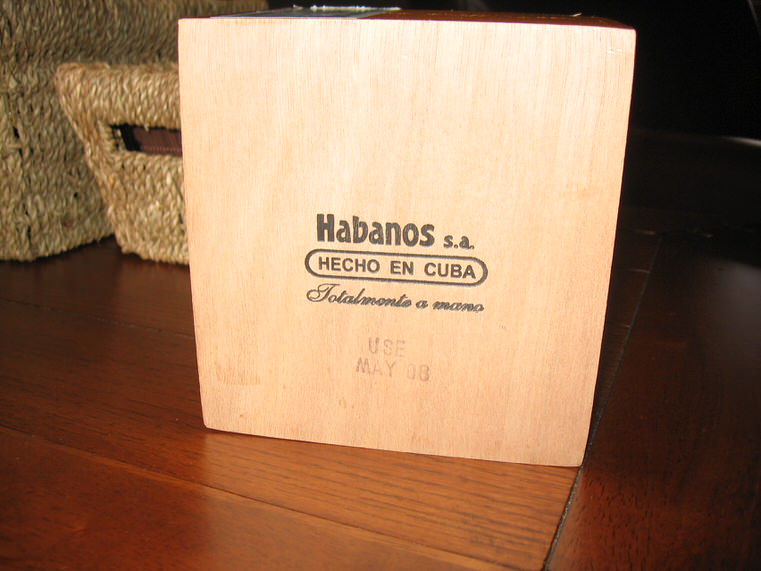 Habanos s.a.
HECHO EN CUBA
Totalmente a mano
USE
MAY 08